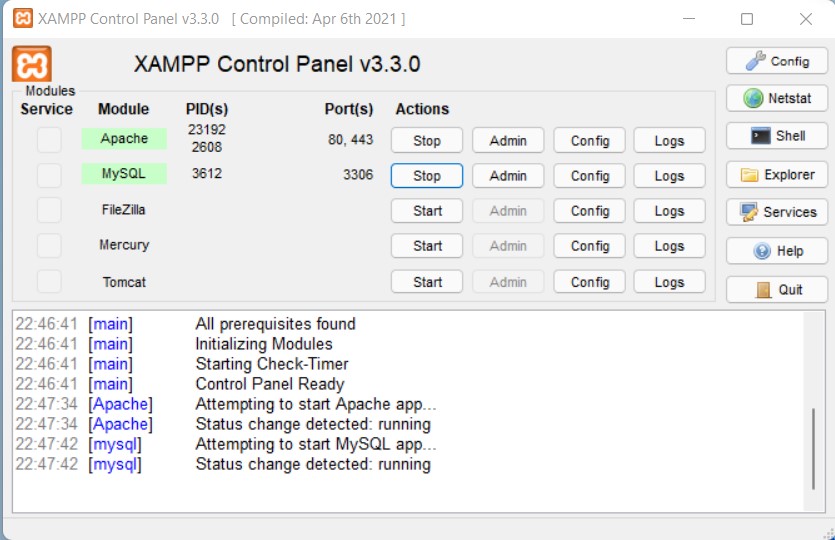 XAMPP Control Panel v3.3.0 [ Compiled: Apr 6th 2021 ]
XAMPP Control Panel v3.3.0
Config
Modules
Service Module PID(s) Port(s) Actions
Netstat
Apache 23192 2608 80, 443 Stop Admin Config Logs
Shell
MySQL 3612 3306 Stop Admin Config Logs
Explorer
FileZilla Start Admin Config Logs
Services
Mercury Start Admin Config Logs
Help
Tomcat Start Admin Config Logs
Quit
22:46:41 [main] All prerequisites found
22:46:41 [main] Initializing Modules
22:46:41 [main] Starting Check-Timer
22:46:41 [main] Control Panel Ready
22:47:34 [Apache] Attempting to start Apache app...
22:47:34 [Apache] Status change detected: running
22:47:42 [mysql] Attempting to start MySQL app...
22:47:42 [mysql] Status change detected: running